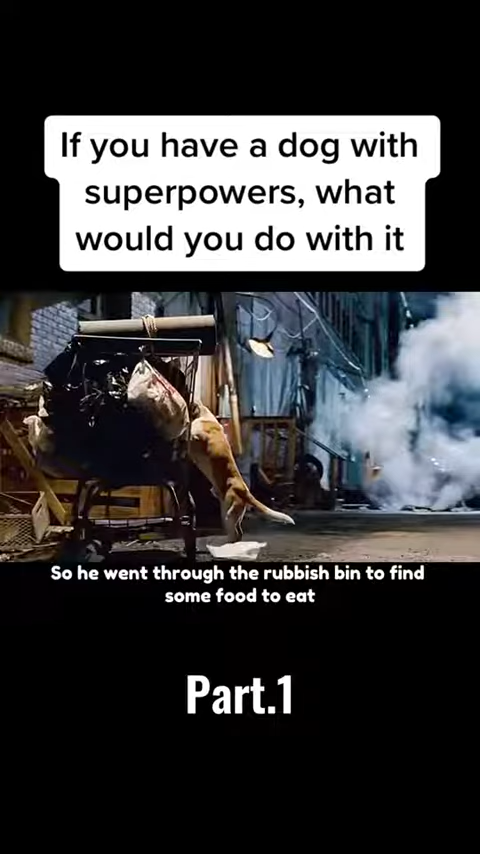 If you have a dog with
superpowers, what
would you do with it
So he went through the rubbish bin to find
some food to eat
Part.1